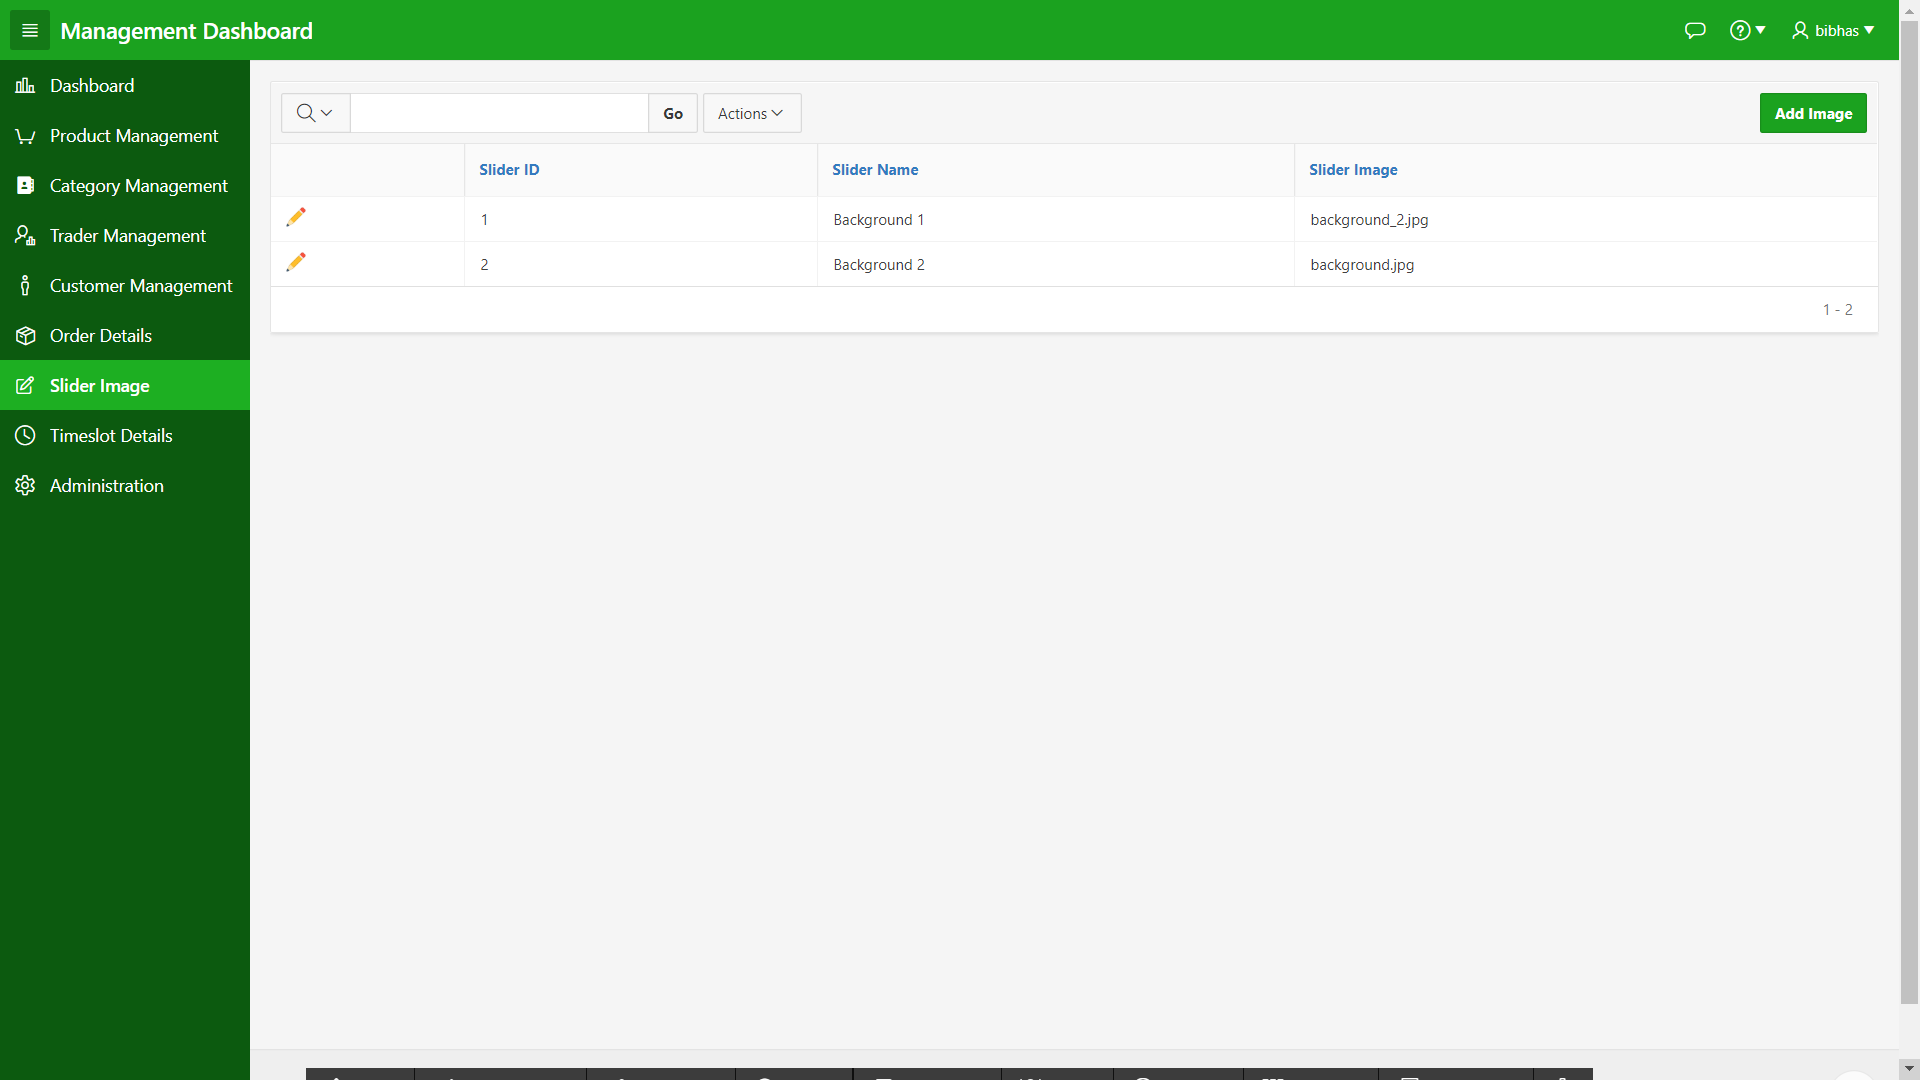 Management Dashboard
bibhas
Dashboard
Product Management
Category Management
Trader Management
Customer Management
Order Details
Slider Image
Timeslot Details
Administration
Go
Actions
Add Image
Slider ID
Slider Name
Slider Image
1
Background 1
background_2.jpg
2
Background 2
background.jpg
1 - 2